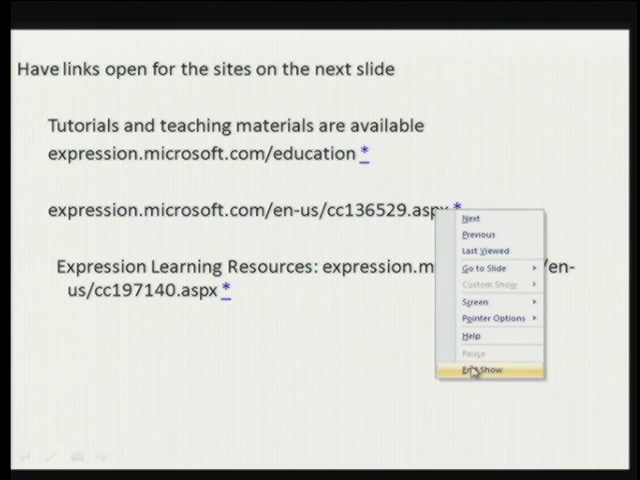 Have links open for the sites on the next slide
Tutorials and teaching materials are available
expression.microsoft.com/education *
expression.microsoft.com/en-us/cc136529.aspx *
Expression Learning Resources: expression.m /en-
us/cc197140.aspx *
Next
Previous
Last Viewed
Go to Slide
Custom Show
Screen
Pointer Options
Help
Pause
End Show